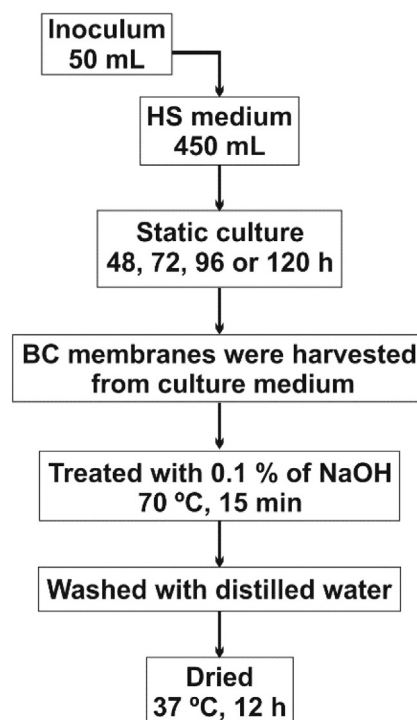 Inoculum
50 mL
HS medium
450 mL
Static culture
48, 72, 96 or 120 h
BC membranes were harvested
from culture medium
Treated with 0.1 % of NaOH
70 ºC, 15 min
Washed with distilled water
Dried
37 ºC, 12 h